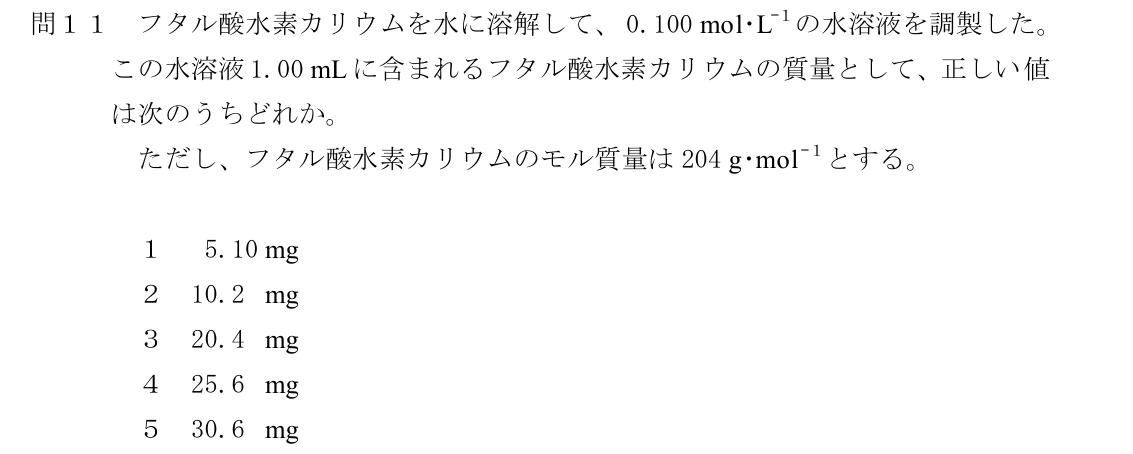 問１１　フタル酸水素カリウムを水に溶解して、0.100 mol･L⁻¹の水溶液を調製した。
この水溶液1.00 mLに含まれるフタル酸水素カリウムの質量として、正しい値
は次のうちどれか。
ただし、フタル酸水素カリウムのモル質量は 204 g･mol⁻¹とする。
１　5.10 mg
２　10.2 mg
３　20.4 mg
４　25.6 mg
５　30.6 mg